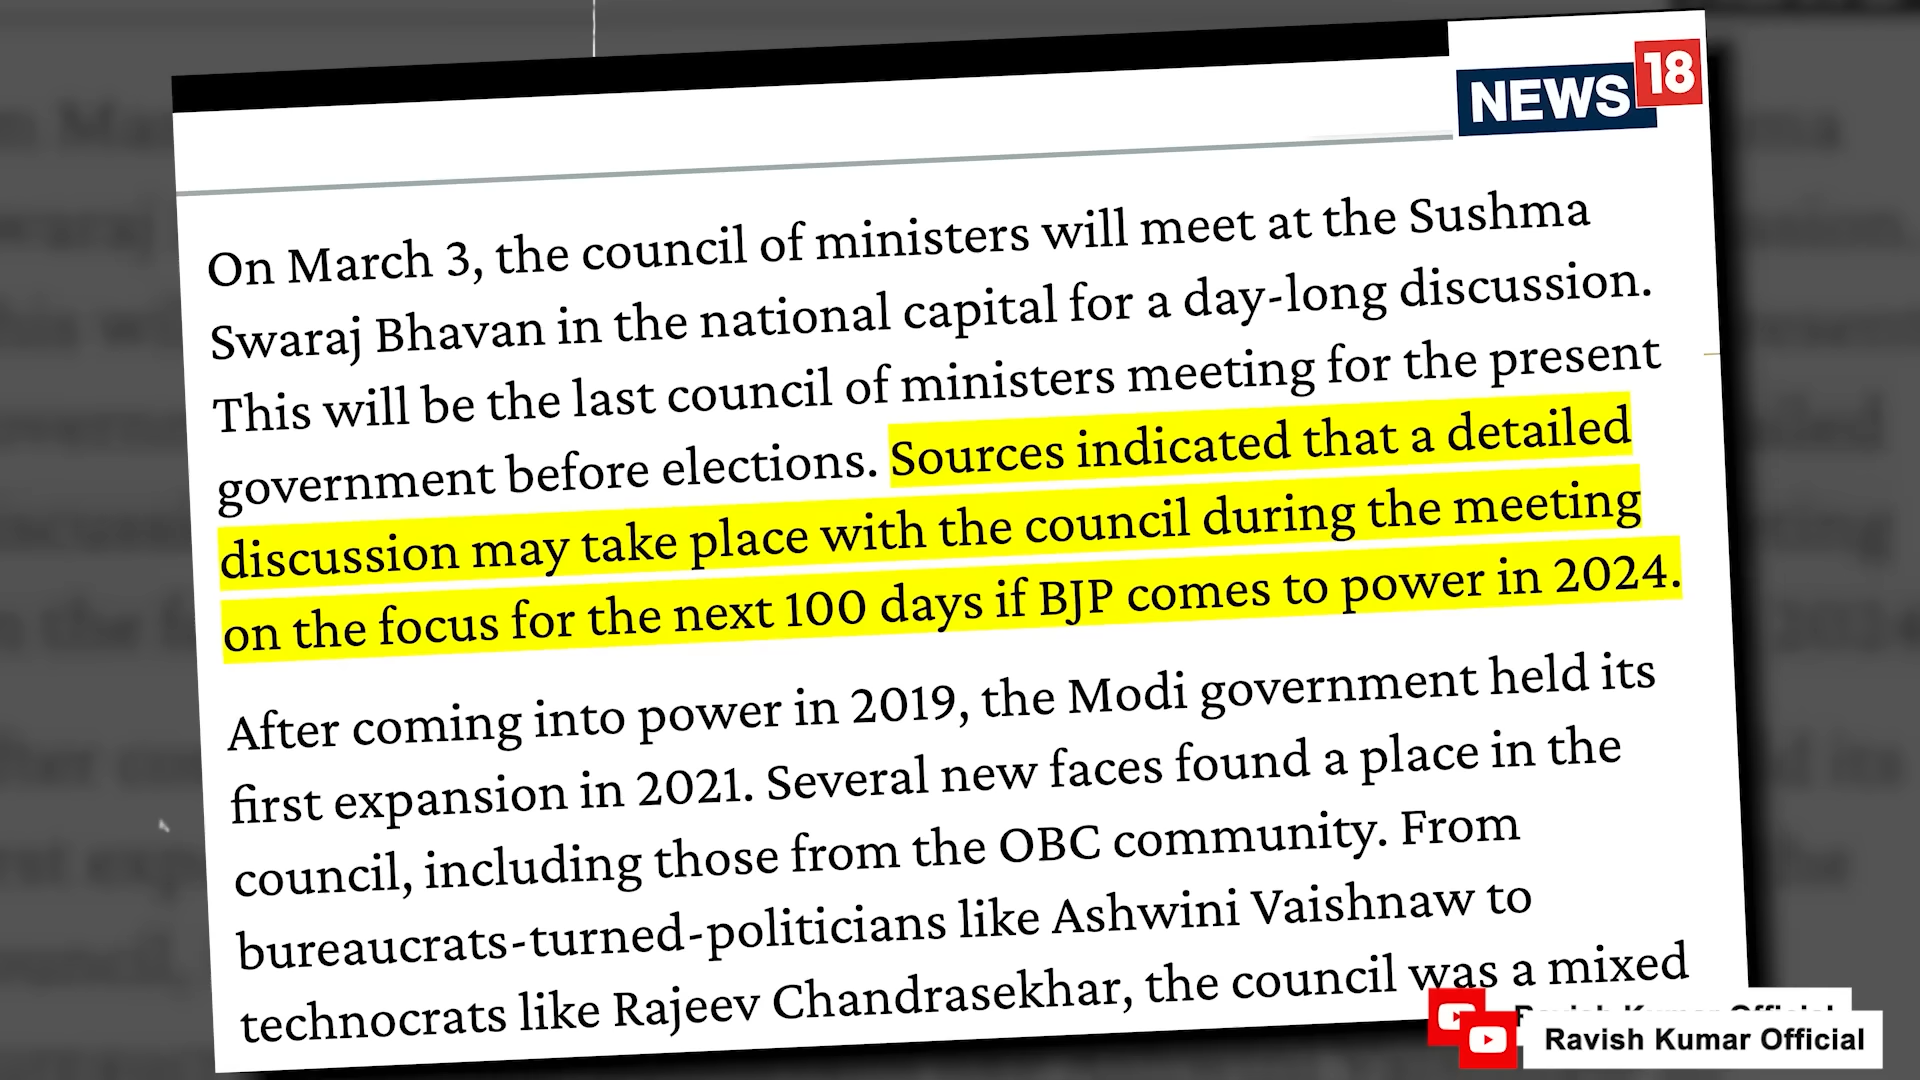 NEWS 18
On March 3, the council of ministers will meet at the Sushma
Swaraj Bhavan in the national capital for a day-long discussion.
This will be the last council of ministers meeting for the present
government before elections. Sources indicated that a detailed
discussion may take place with the council during the meeting
on the focus for the next 100 days if BJP comes to power in 2024.
After coming into power in 2019, the Modi government held its
first expansion in 2021. Several new faces found a place in the
council, including those from the OBC community. From
bureaucrats-turned-politicians like Ashwini Vaishnaw to
technocrats like Rajeev Chandrasekhar, the council was a mixed
Ravish Kumar Official